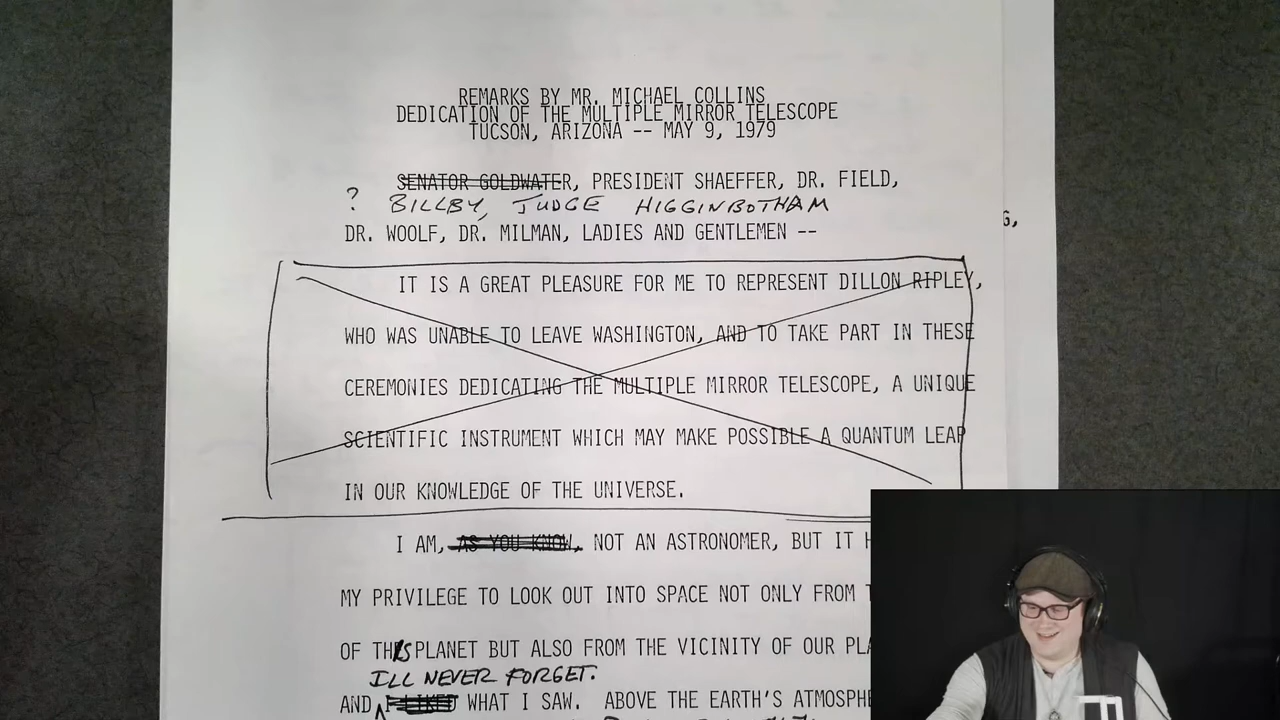 REMARKS BY MR. MICHAEL COLLINS
DEDICATION OF THE MULTIPLE MIRROR TELESCOPE
TUCSON, ARIZONA -- MAY 9, 1979
SENATOR GOLDWATER, PRESIDENT SHAEFFER, DR. FIELD,
? BILLBY, JUDGE HIGGINBOTHAM
DR. WOOLF, DR. MILMAN, LADIES AND GENTLEMEN --
IT IS A GREAT PLEASURE FOR ME TO REPRESENT DILLON RIPLEY,
WHO WAS UNABLE TO LEAVE WASHINGTON, AND TO TAKE PART IN THESE
CEREMONIES DEDICATING THE MULTIPLE MIRROR TELESCOPE, A UNIQUE
SCIENTIFIC INSTRUMENT WHICH MAY MAKE POSSIBLE A QUANTUM LEAP
IN OUR KNOWLEDGE OF THE UNIVERSE.
I AM, AS YOU KNOW, NOT AN ASTRONOMER, BUT IT H
MY PRIVILEGE TO LOOK OUT INTO SPACE NOT ONLY FROM T
OF THIS PLANET BUT ALSO FROM THE VICINITY OF OUR PLA
ILL NEVER FORGET.
AND I LIKED WHAT I SAW. ABOVE THE EARTH'S ATMOSPHE